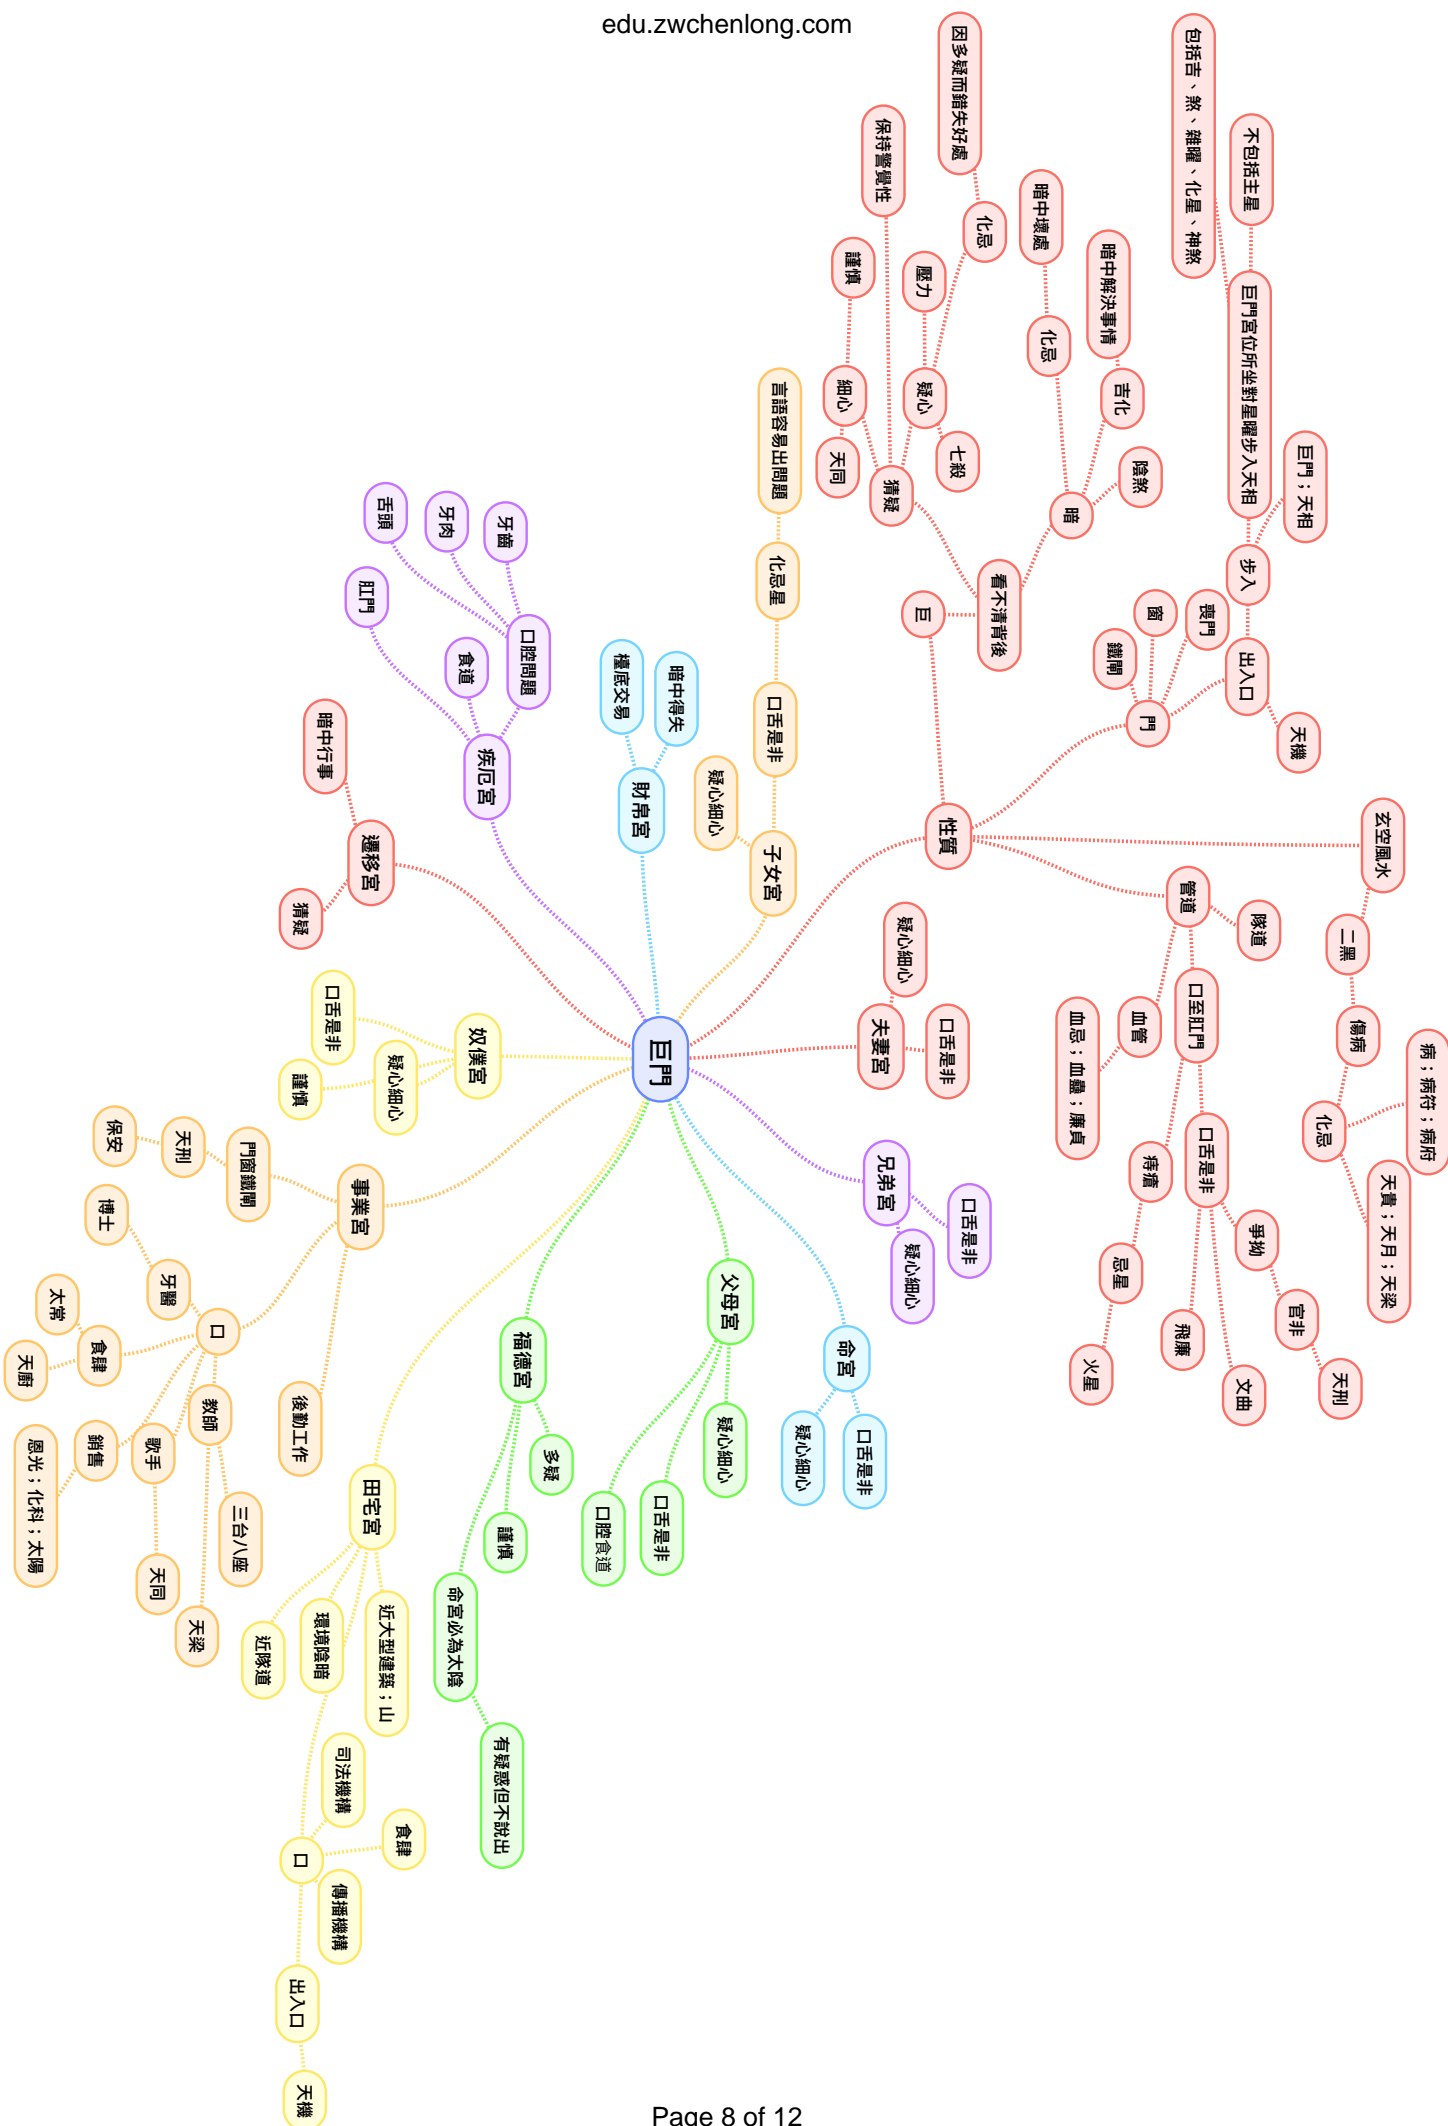 edu.zwchenlong.com
巨門
性質
玄空風水
二黑
傷病
化忌
病；病符；病府
天貴；天月；天梁
管道
隧道
口至肛門
口舌是非
爭拗
官非
天刑
文曲
飛廉
痔瘡
忌星
火星
血管
血忌；血蠱；廉貞
門
出入口
天機
步入
巨門；天相
巨門宮位所坐對星曜步入天相
不包括主星
包括吉、煞、雜曜、化星、神煞
喪門
窗
鐵閘
巨
看不清背後
暗
陰煞
吉化
暗中解決事情
化忌
暗中壞處
猜疑
疑心
七殺
壓力
化忌
因多疑而錯失好處
保持警覺性
細心
謹慎
天同
夫妻宮
口舌是非
疑心細心
兄弟宮
口舌是非
疑心細心
命宮
口舌是非
疑心細心
父母宮
疑心細心
口舌是非
口腔食道
福德宮
多疑
謹慎
命宮必為太陰
有疑惑但不說出
田宅宮
近大型建築；山
環境陰暗
近隧道
口
司法機構
食肆
傳播機構
出入口
天機
事業宮
門窗鐵閘
天刑
保安
口
牙醫
博士
食肆
太常
天廚
銷售
恩光；化科；太陽
歌手
天同
教師
三台八座
天梁
後勤工作
奴僕宮
口舌是非
疑心細心
謹慎
遷移宮
暗中行事
猜疑
疾厄宮
口腔問題
牙齒
牙肉
舌頭
食道
肛門
財帛宮
暗中得失
檯底交易
子女宮
口舌是非
化忌星
言語容易出問題
疑心細心
Page 8 of 12